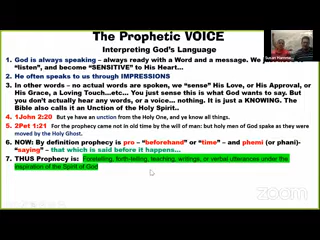 The Prophetic VOICE
Interpreting God's Language
1. God is always speaking – always ready with a Word and a message. We j
"listen", and become "SENSITIVE" to His Heart…
2. He often speaks to us through IMPRESSIONS
3. In other words – no actual words are spoken, we "sense" His Love, or His Approval, or
His Grace, a Loving Touch…etc… You just sense this is what God wants to say. But
you don't actually hear any words, or a voice… nothing. It is just a KNOWING. The
Bible also calls it an Unction of the Holy Spirit..
4. 1John 2:20 But ye have an unction from the Holy One, and ye know all things.
5. 2Pet 1:21 For the prophecy came not in old time by the will of man: but holy men of God spake as they were
moved by the Holy Ghost.
6. NOW: By definition prophecy is pro – "beforehand" or "time" – and phemi (or phani)-
"saying" – that which is said before it happens…
7. THUS Prophecy is: Foretelling, forth-telling, teaching, writings, or verbal utterances under the
inspiration of the Spirit of God
zoom